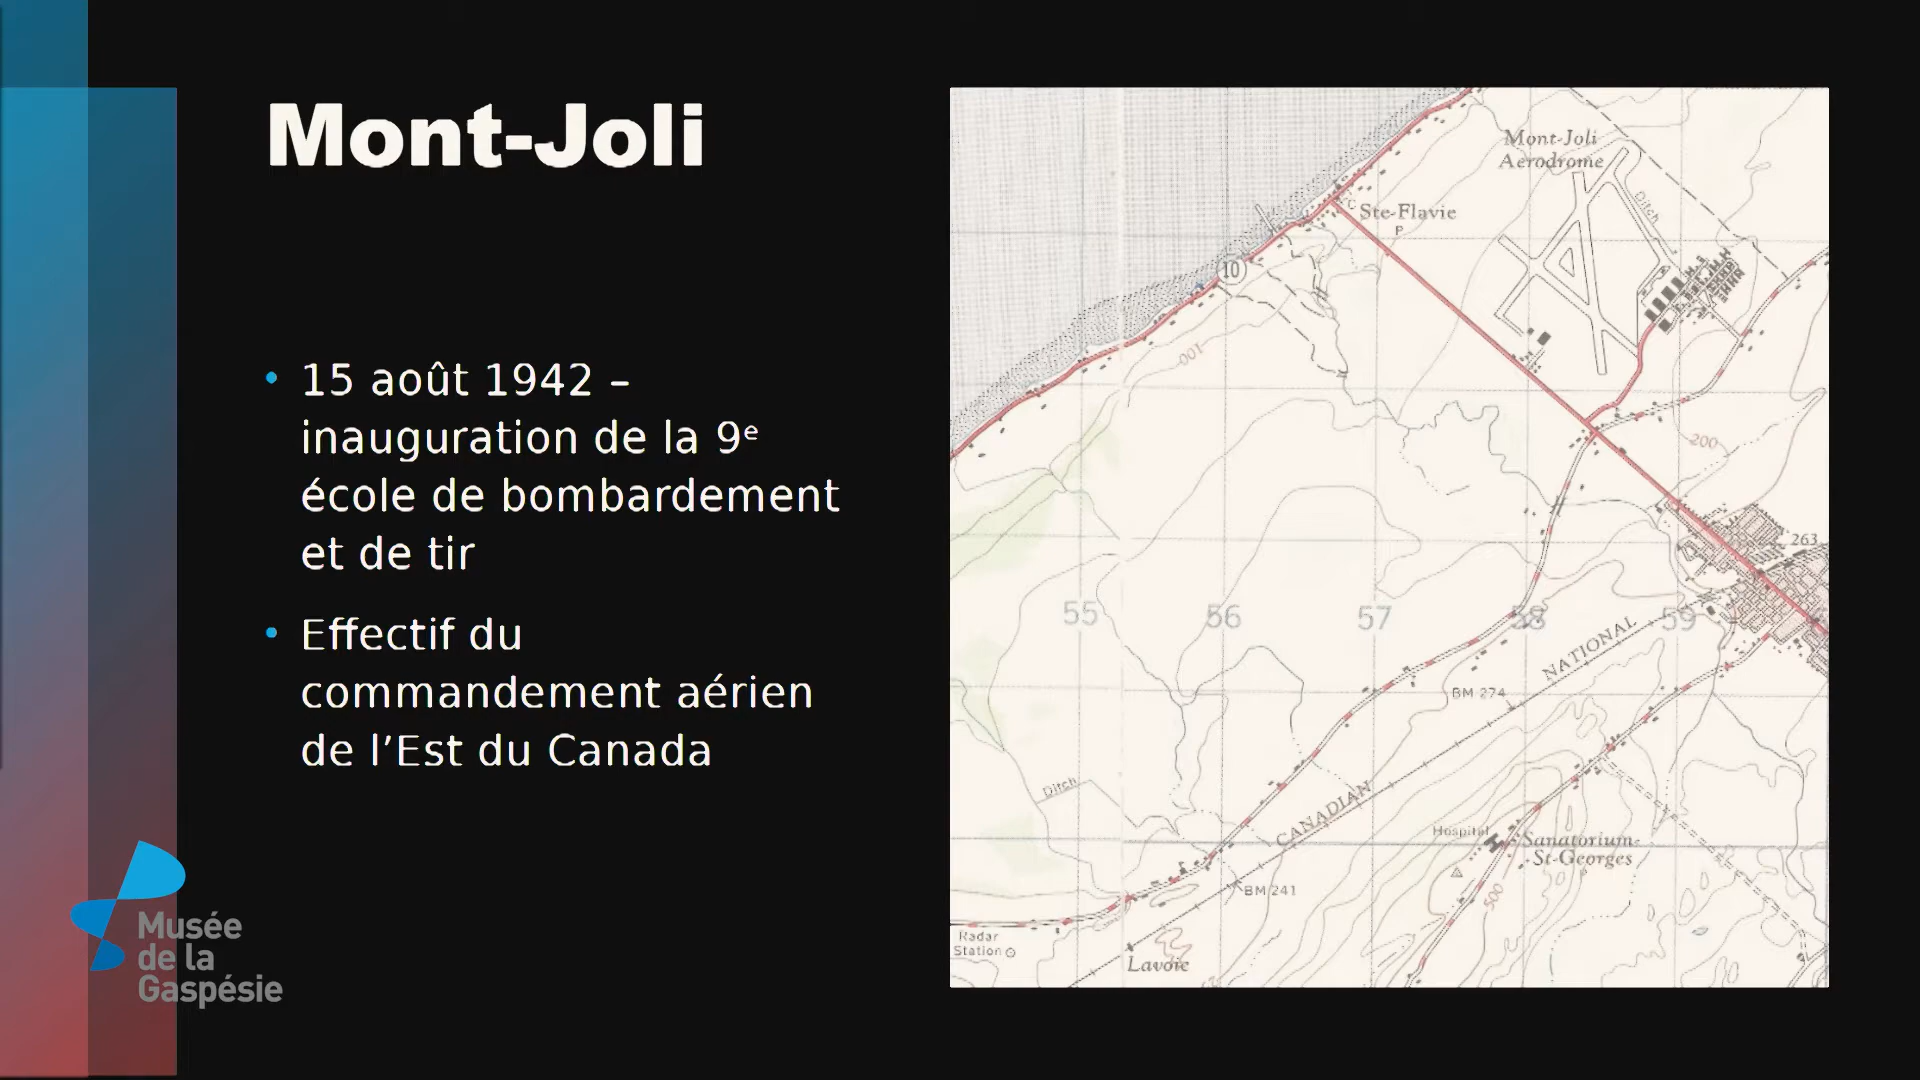 Mont-Joli
• 15 août 1942 –
inauguration de la 9ᵉ
école de bombardement
et de tir
• Effectif du
commandement aérien
de l’Est du Canada
Musée
de la
Gaspésie
Mont-Joli
Aerodrome
Ditch
Ste-Flavie
P
10
100
200
263
55 56 57 58 59
NATIONAL
BM 274
CANADIAN
Ditch
Hospital
Sanatorium-
St-Georges
500
BM 241
Radar
Station
Lavoie